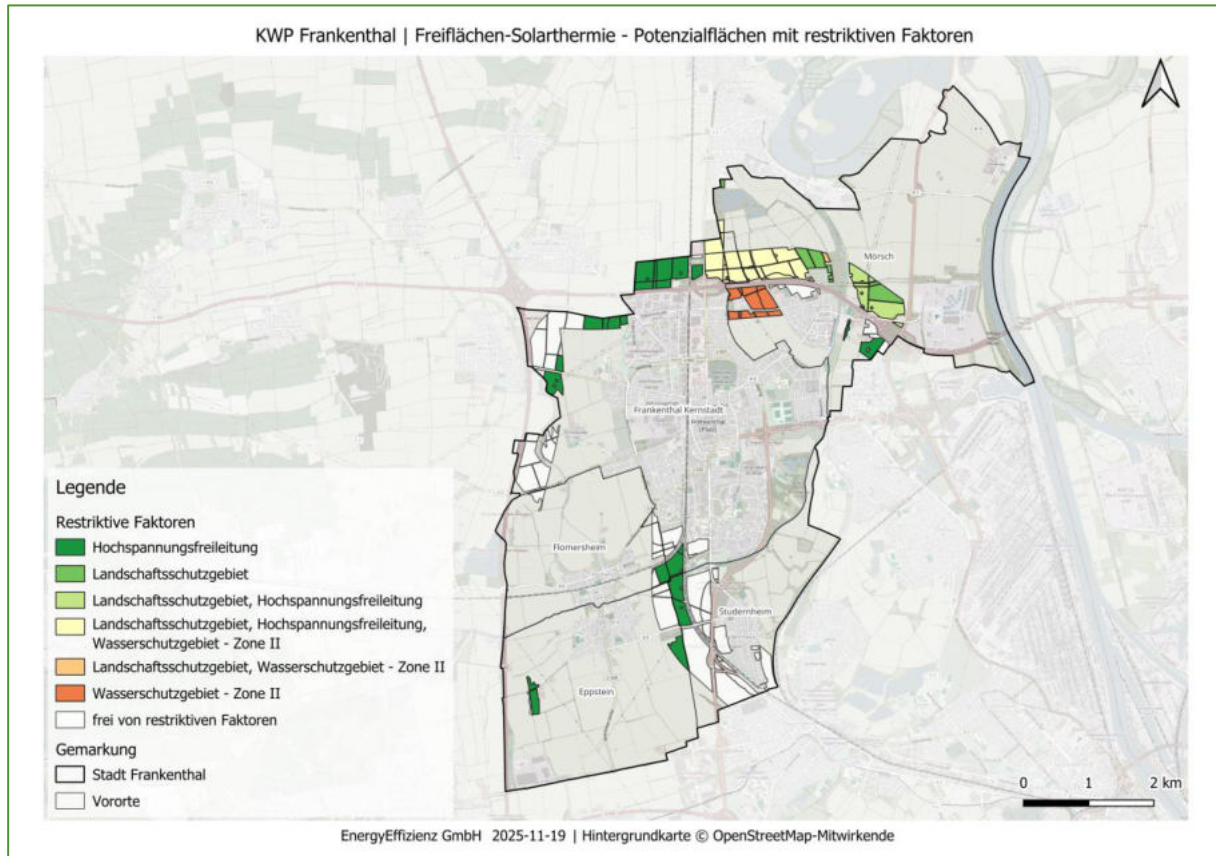 KWP Frankenthal | Freiflächen-Solarthermie - Potenzialflächen mit restriktiven Faktoren
Mörsch
Frankenthal Kernstadt
Frankenthal
(Pfalz)
Flomersheim
Studernheim
Eppstein
Legende
Restriktive Faktoren
Hochspannungsfreileitung
Landschaftsschutzgebiet
Landschaftsschutzgebiet, Hochspannungsfreileitung
Landschaftsschutzgebiet, Hochspannungsfreileitung,
Wasserschutzgebiet - Zone II
Landschaftsschutzgebiet, Wasserschutzgebiet - Zone II
Wasserschutzgebiet - Zone II
frei von restriktiven Faktoren
Gemarkung
Stadt Frankenthal
Vororte
0 1 2 km
EnergyEffizienz GmbH 2025-11-19 | Hintergrundkarte © OpenStreetMap-Mitwirkende